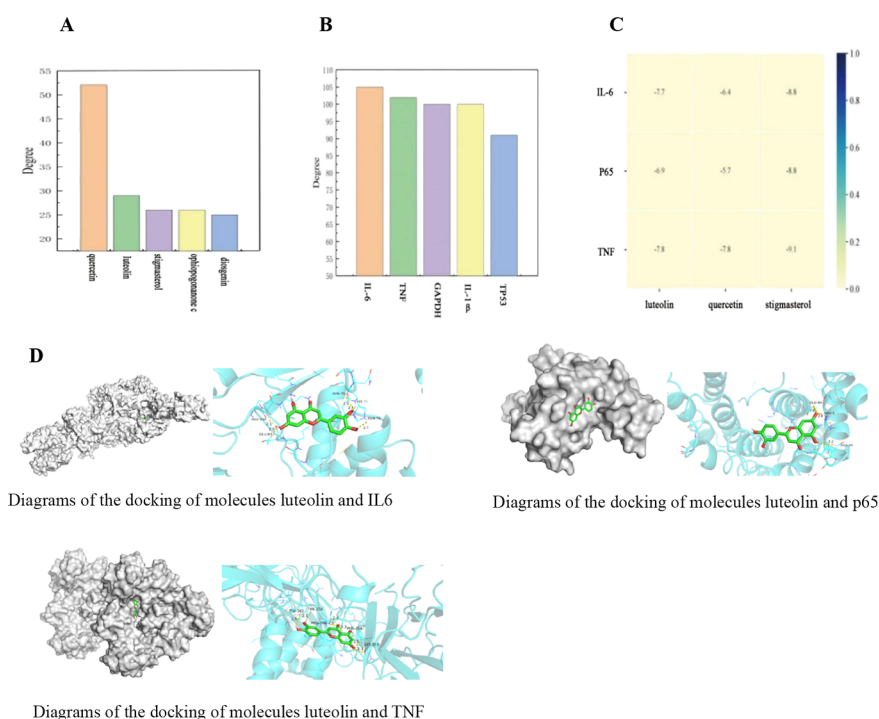 A
B
C
55
50
45
40
35
30
25
20
Degree
quercetin
luteolin
stigmasterol
diosgenin
110
105
100
95
90
85
80
75
70
65
60
55
50
Degree
IL-6
TNF
GAPDH
TP53
IL-6
P65
TNF
-7.7 -6.4 -8.8
-6.9 -5.7 -8.8
-7.8 -7.8 -9.1
luteolin quercetin stigmasterol
1.0
0.8
0.6
0.4
0.2
0.0
D
Diagrams of the docking of molecules luteolin and IL6
Diagrams of the docking of molecules luteolin and p65
Diagrams of the docking of molecules luteolin and TNF